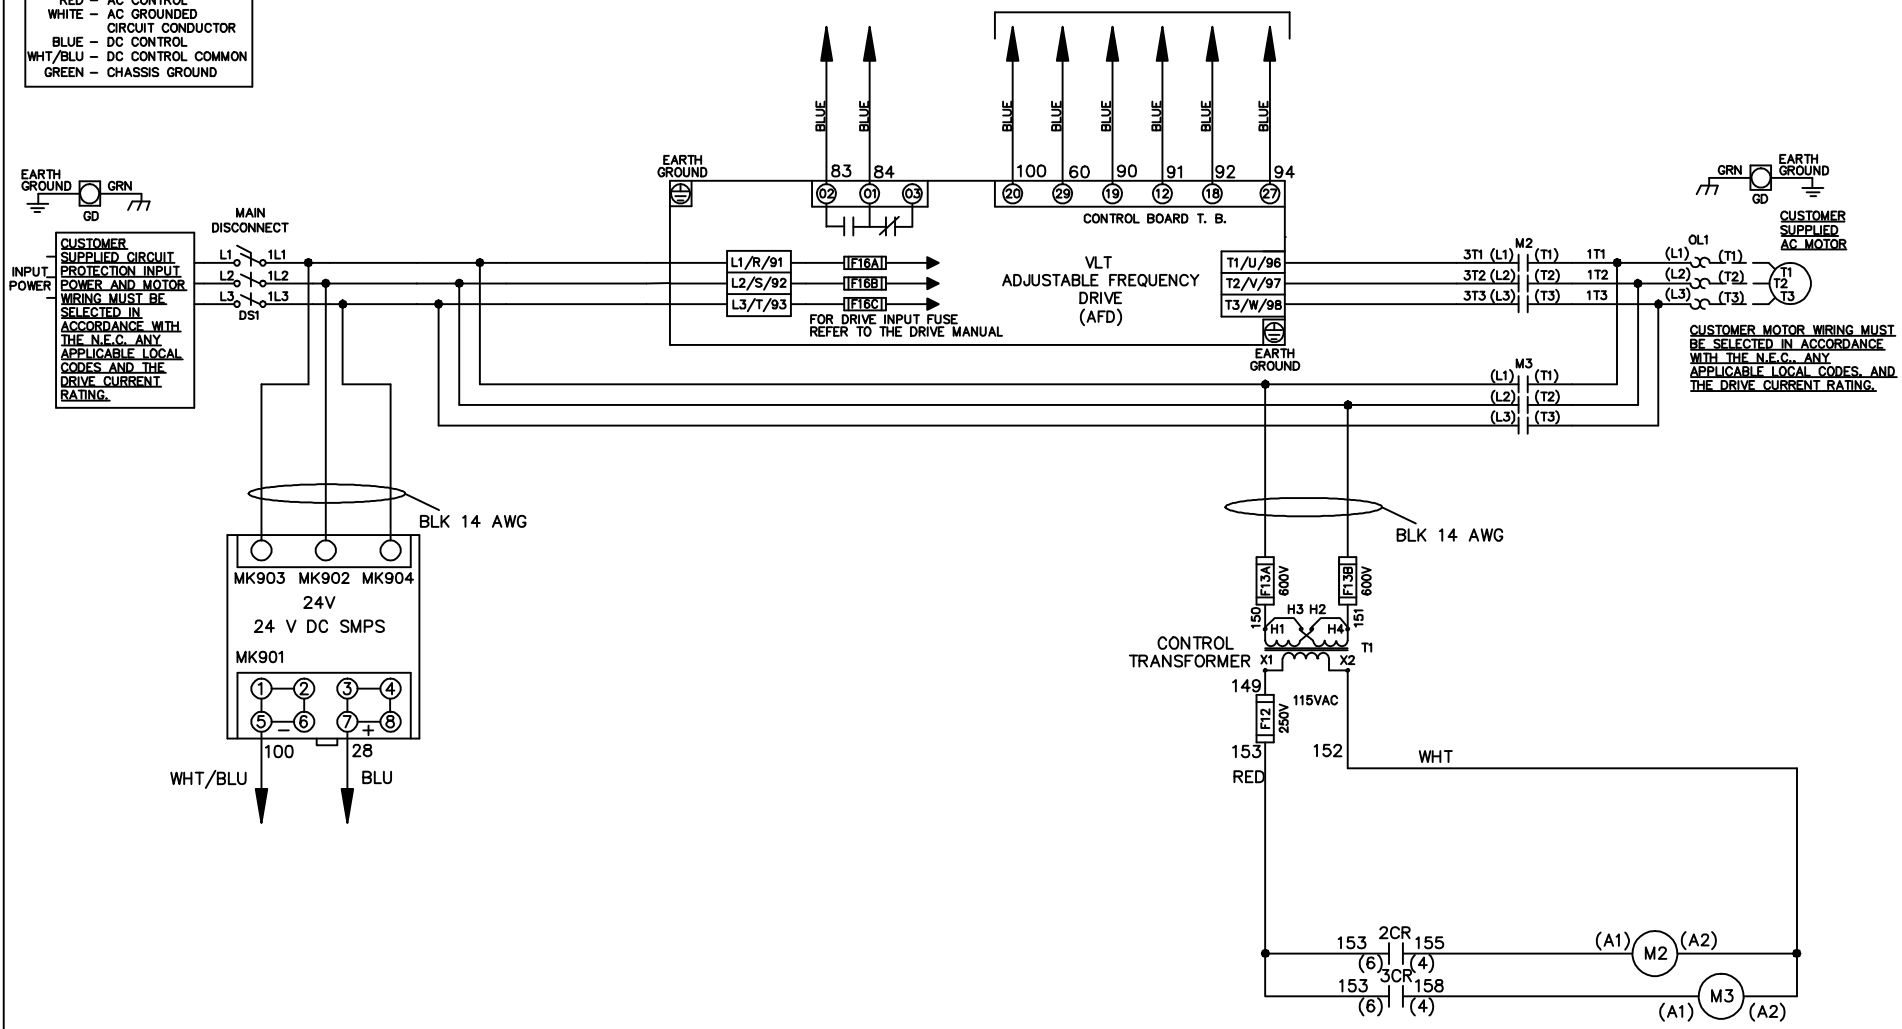 RED – AC CONTROL
WHITE – AC GROUNDED
CIRCUIT CONDUCTOR
BLUE – DC CONTROL
WHT/BLU – DC CONTROL COMMON
GREEN – CHASSIS GROUND
BLUE
BLUE
BLUE
BLUE
BLUE
BLUE
BLUE
BLUE
EARTH
GROUND
GRN
GD
EARTH
GROUND
83
84
100
60
90
91
92
94
02
01
03
20
29
19
12
18
27
CONTROL BOARD T. B.
GRN
EARTH
GROUND
GD
CUSTOMER
SUPPLIED
AC MOTOR
MAIN
DISCONNECT
INPUT
POWER
CUSTOMER
SUPPLIED CIRCUIT
PROTECTION INPUT
POWER AND MOTOR
WIRING MUST BE
SELECTED IN
ACCORDANCE WITH
THE N.E.C. ANY
APPLICABLE LOCAL
CODES AND THE
DRIVE CURRENT
RATING.
L1 1L1
L2 1L2
L3 1L3
DS1
L1/R/91
L2/S/92
L3/T/93
F16A
F16B
F16C
FOR DRIVE INPUT FUSE
REFER TO THE DRIVE MANUAL
VLT
ADJUSTABLE FREQUENCY
DRIVE
(AFD)
T1/U/96
T2/V/97
T3/W/98
EARTH
GROUND
M2
3T1 (L1) (T1) 1T1
3T2 (L2) (T2) 1T2
3T3 (L3) (T3) 1T3
OL1
(L1) (T1)
(L2) (T2)
(L3) (T3)
T1
T2
T3
CUSTOMER MOTOR WIRING MUST
BE SELECTED IN ACCORDANCE
WITH THE N.E.C., ANY
APPLICABLE LOCAL CODES, AND
THE DRIVE CURRENT RATING.
M3
(L1) (T1)
(L2) (T2)
(L3) (T3)
BLK 14 AWG
BLK 14 AWG
MK903 MK902 MK904
24V
24 V DC SMPS
MK901
1 2 3 4
5 6 7 8
– +
100
28
WHT/BLU
BLU
F13A
600V
F13B
600V
150
151
H3 H2
H1
H4
T1
CONTROL
TRANSFORMER
X1
X2
149
115VAC
F12
250V
153
152
RED
WHT
2CR
153 155
(6) (4)
(A1) M2 (A2)
3CR
153 158
(6) (4)
(A1) M3 (A2)